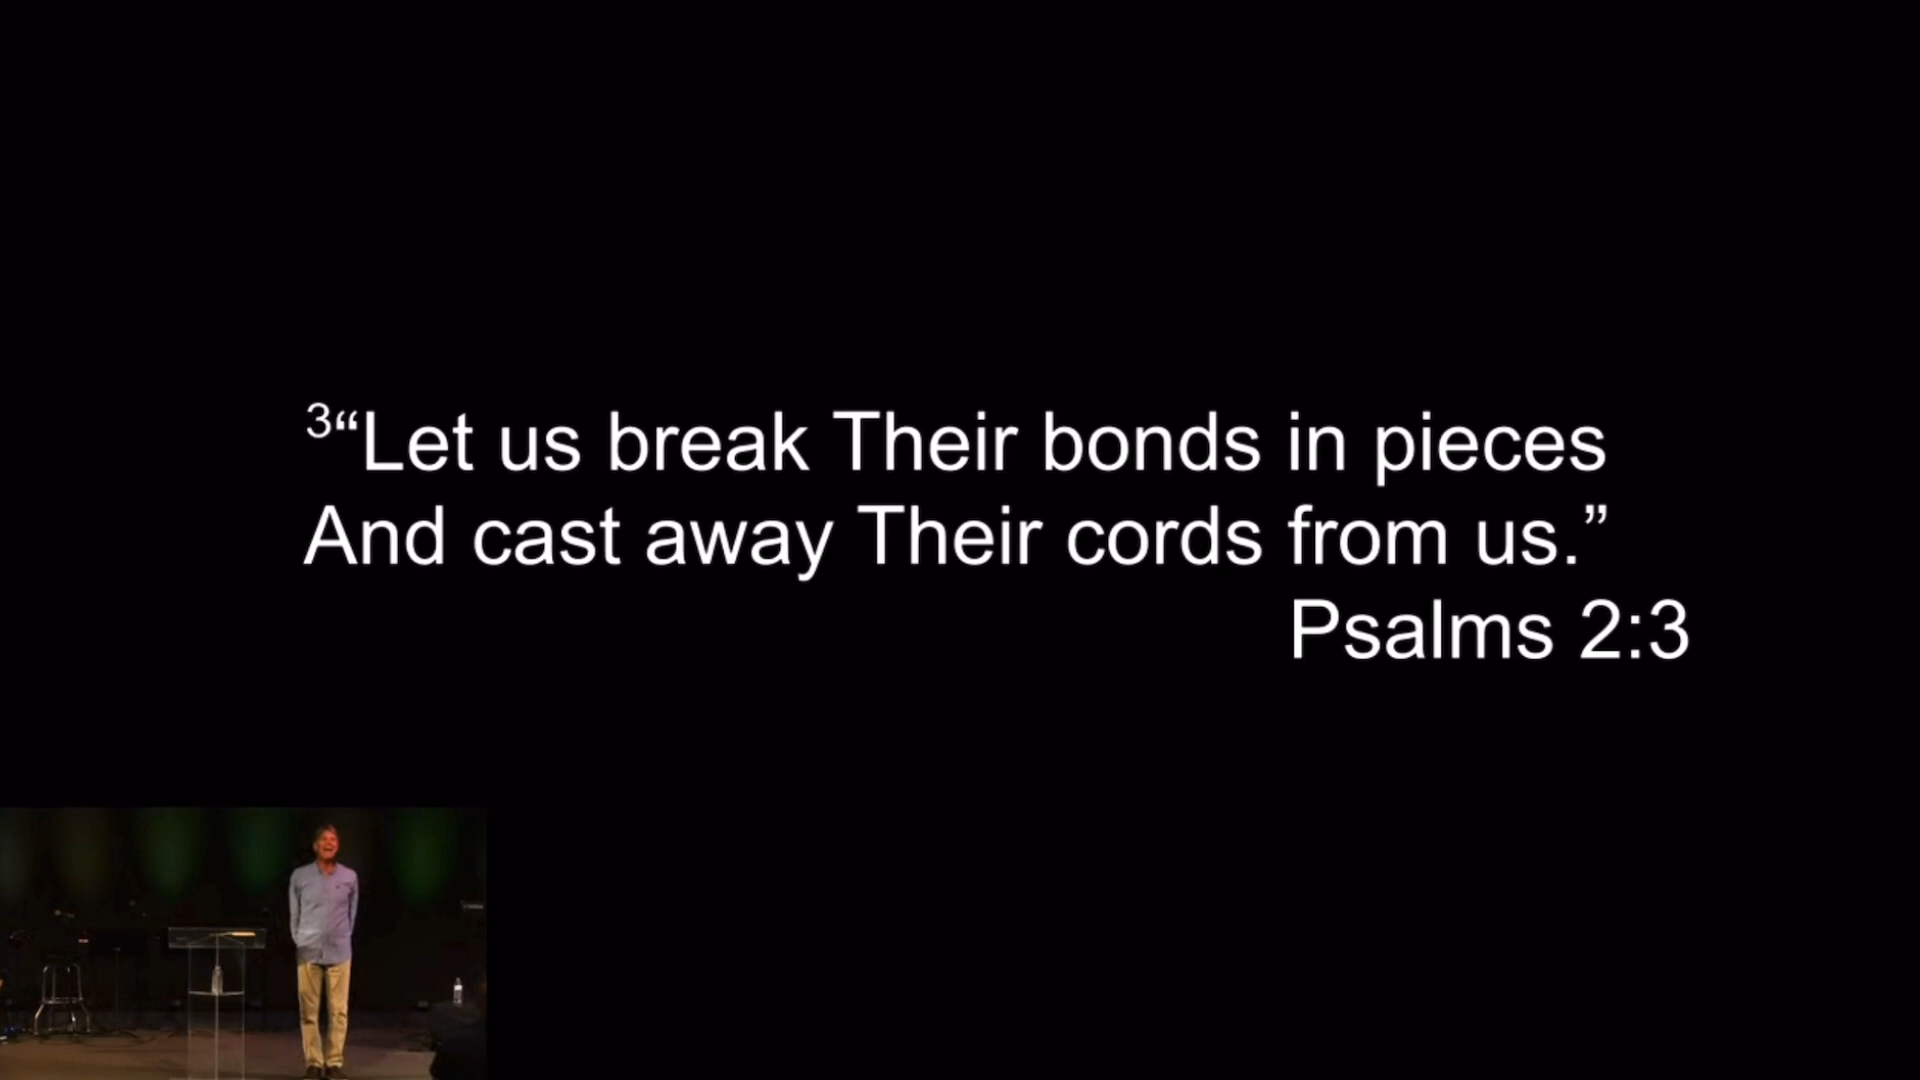 3“Let us break Their bonds in pieces
And cast away Their cords from us.”
Psalms 2:3